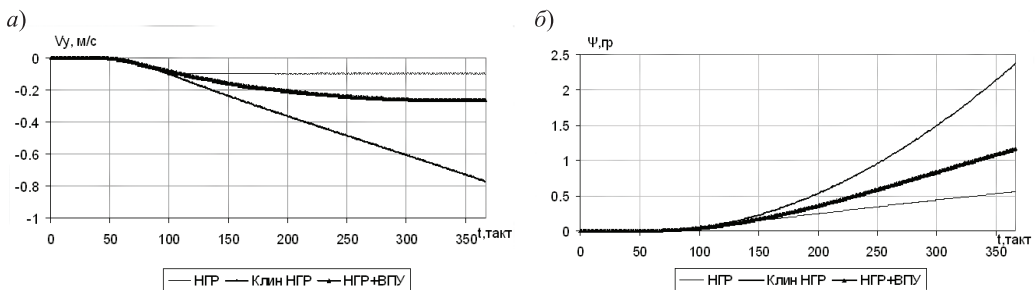 а)
Vy, м/с
0
-0.2
-0.4
-0.6
-0.8
-1
0 50 100 150 200 250 300 350 t,такт
НГР Клин НГР НГР+ВПУ
б)
Ψ,гр
2.5
2
1.5
1
0.5
0
0 50 100 150 200 250 300 350 t,такт
НГР Клин НГР НГР+ВПУ